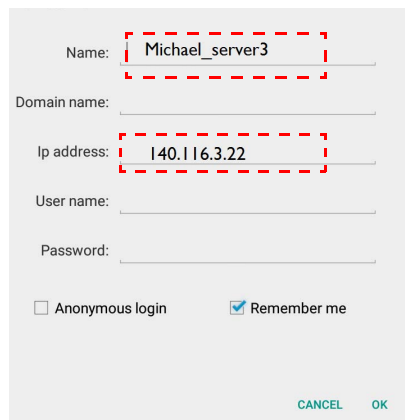 Name: Michael_server3
Domain name:
Ip address: 140.116.3.22
User name:
Password:
Anonymous login Remember me
CANCEL OK